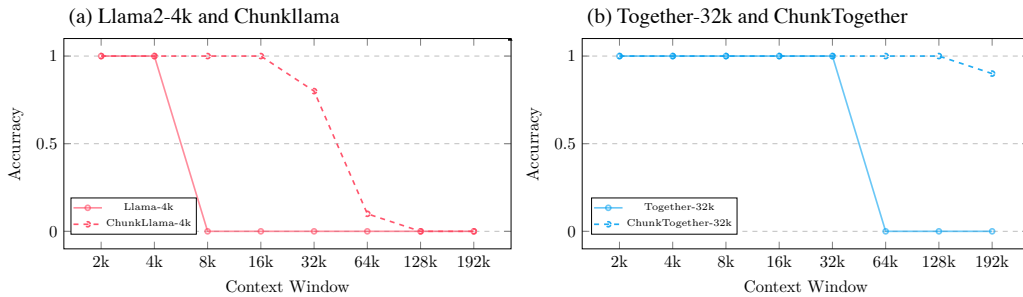 (a) Llama2-4k and Chunkllama
1
0.5
0
Accurracy
Llama-4k
ChunkLlama-4k
2k 4k 8k 16k 32k 64k 128k 192k
Context Window
(b) Together-32k and ChunkTogether
1
0.5
0
Accurracy
Together-32k
ChunkTogether-32k
2k 4k 8k 16k 32k 64k 128k 192k
Context Window